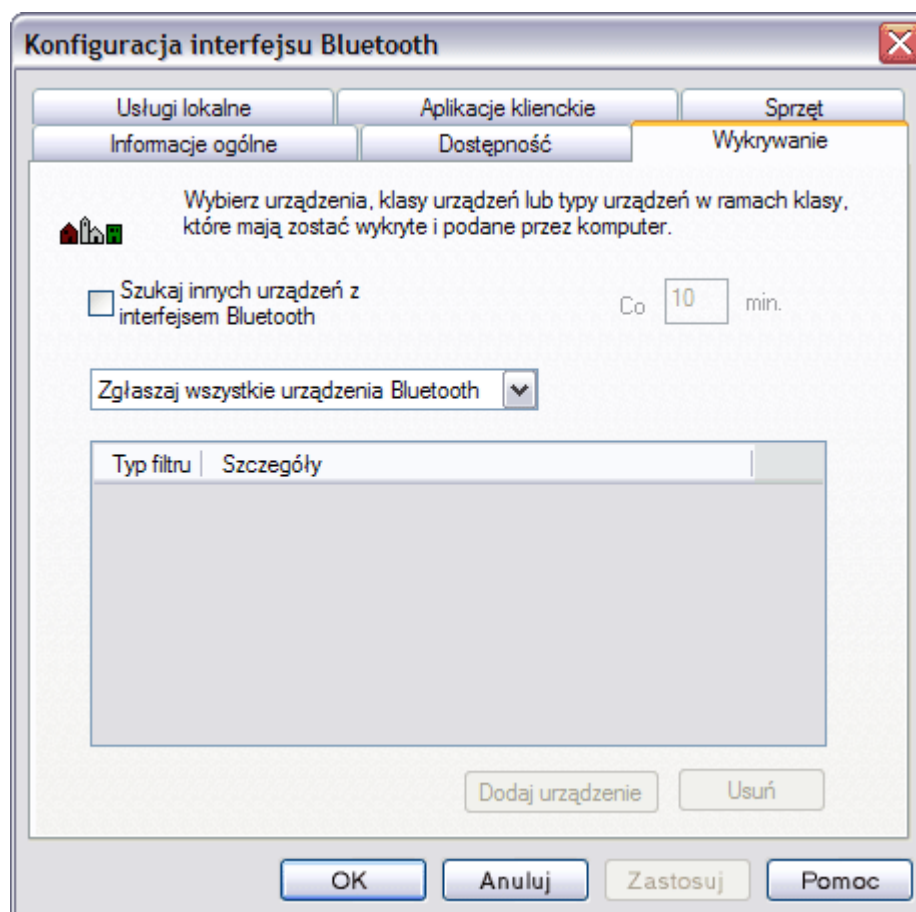 Konfiguracja interfejsu Bluetooth
Usługi lokalne
Aplikacje klienckie
Sprzęt
Informacje ogólne
Dostępność
Wykrywanie
Wybierz urządzenia, klasy urządzeń lub typy urządzeń w ramach klasy,
które mają zostać wykryte i podane przez komputer.
Szukaj innych urządzeń z
interfejsem Bluetooth
Co 10 min.
Zgłaszaj wszystkie urządzenia Bluetooth
Typ filtru Szczegóły
Dodaj urządzenie Usuń
OK Anuluj Zastosuj Pomoc